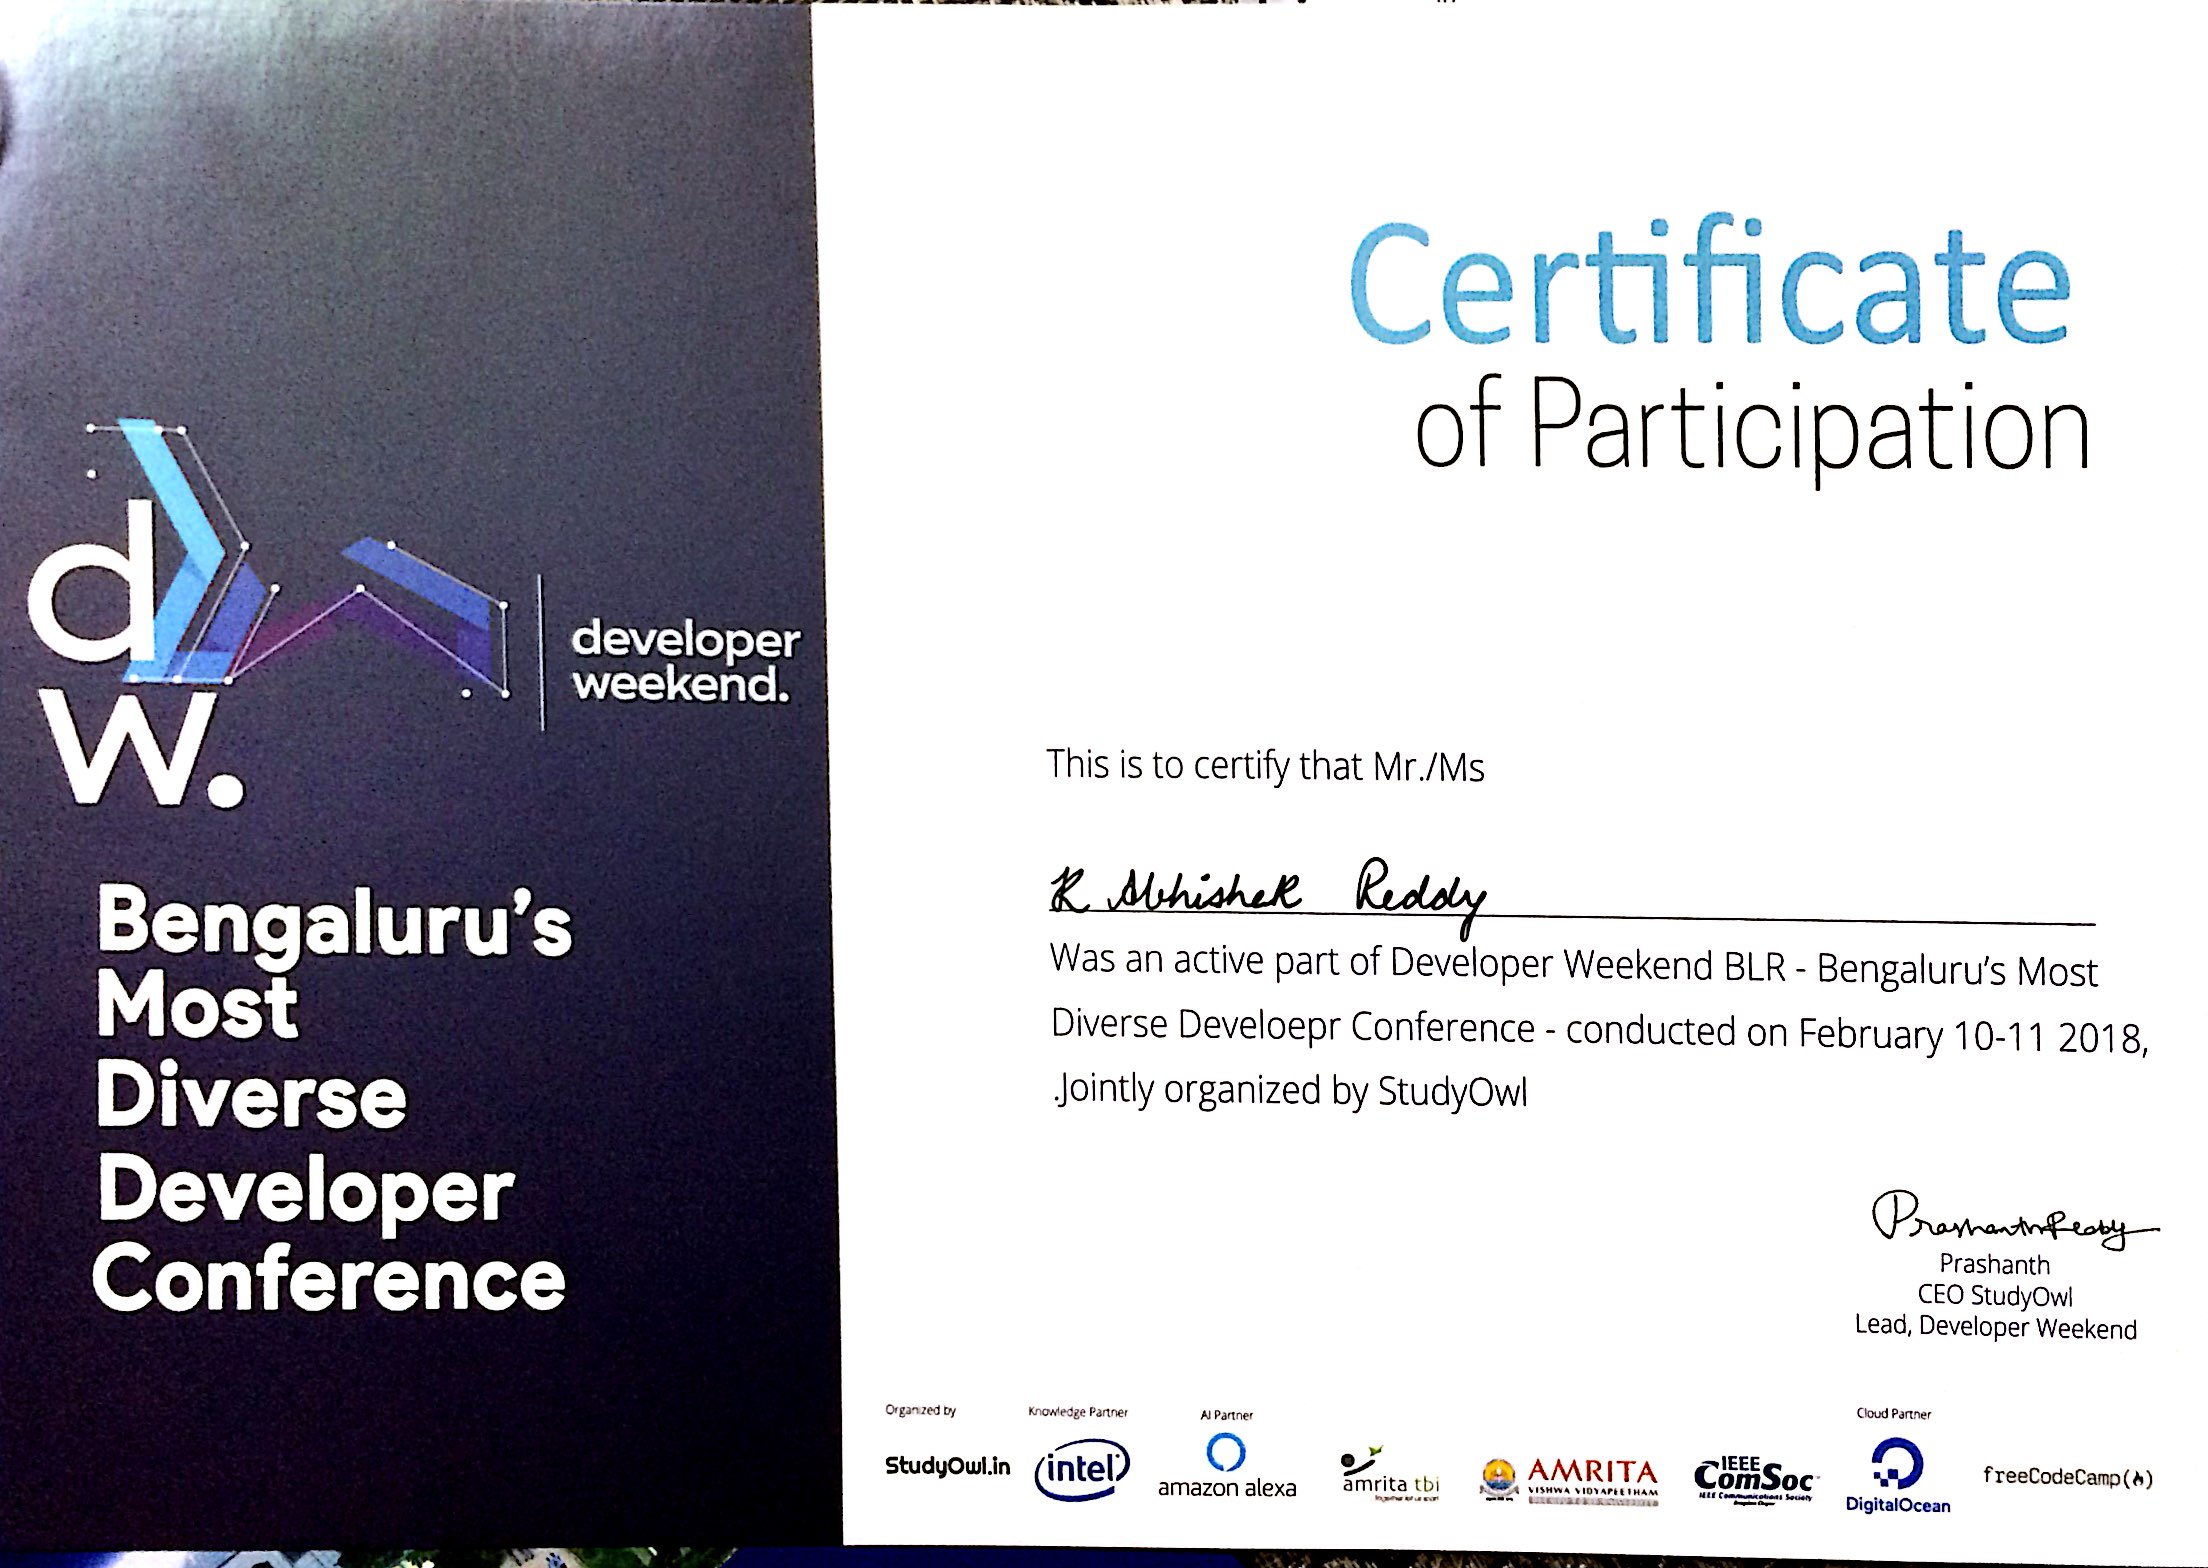 d
w.
developer
weekend.
Bengaluru's
Most
Diverse
Developer
Conference
Certificate
of Participation
This is to certify that Mr./Ms
K Abhishek Reddy
Was an active part of Developer Weekend BLR - Bengaluru's Most
Diverse Develoepr Conference - conducted on February 10-11 2018,
.Jointly organized by StudyOwl
Prashanth Reddy
Prashanth
CEO StudyOwl
Lead, Developer Weekend
Organized by
StudyOwl.in
Knowledge Partner
intel
AI Partner
amazon alexa
amrita tbi
AMRITA
VISHWA VIDYAPEETHAM
IEEE
ComSoc
IEEE Communications Society
Cloud Partner
DigitalOcean
freeCodeCamp